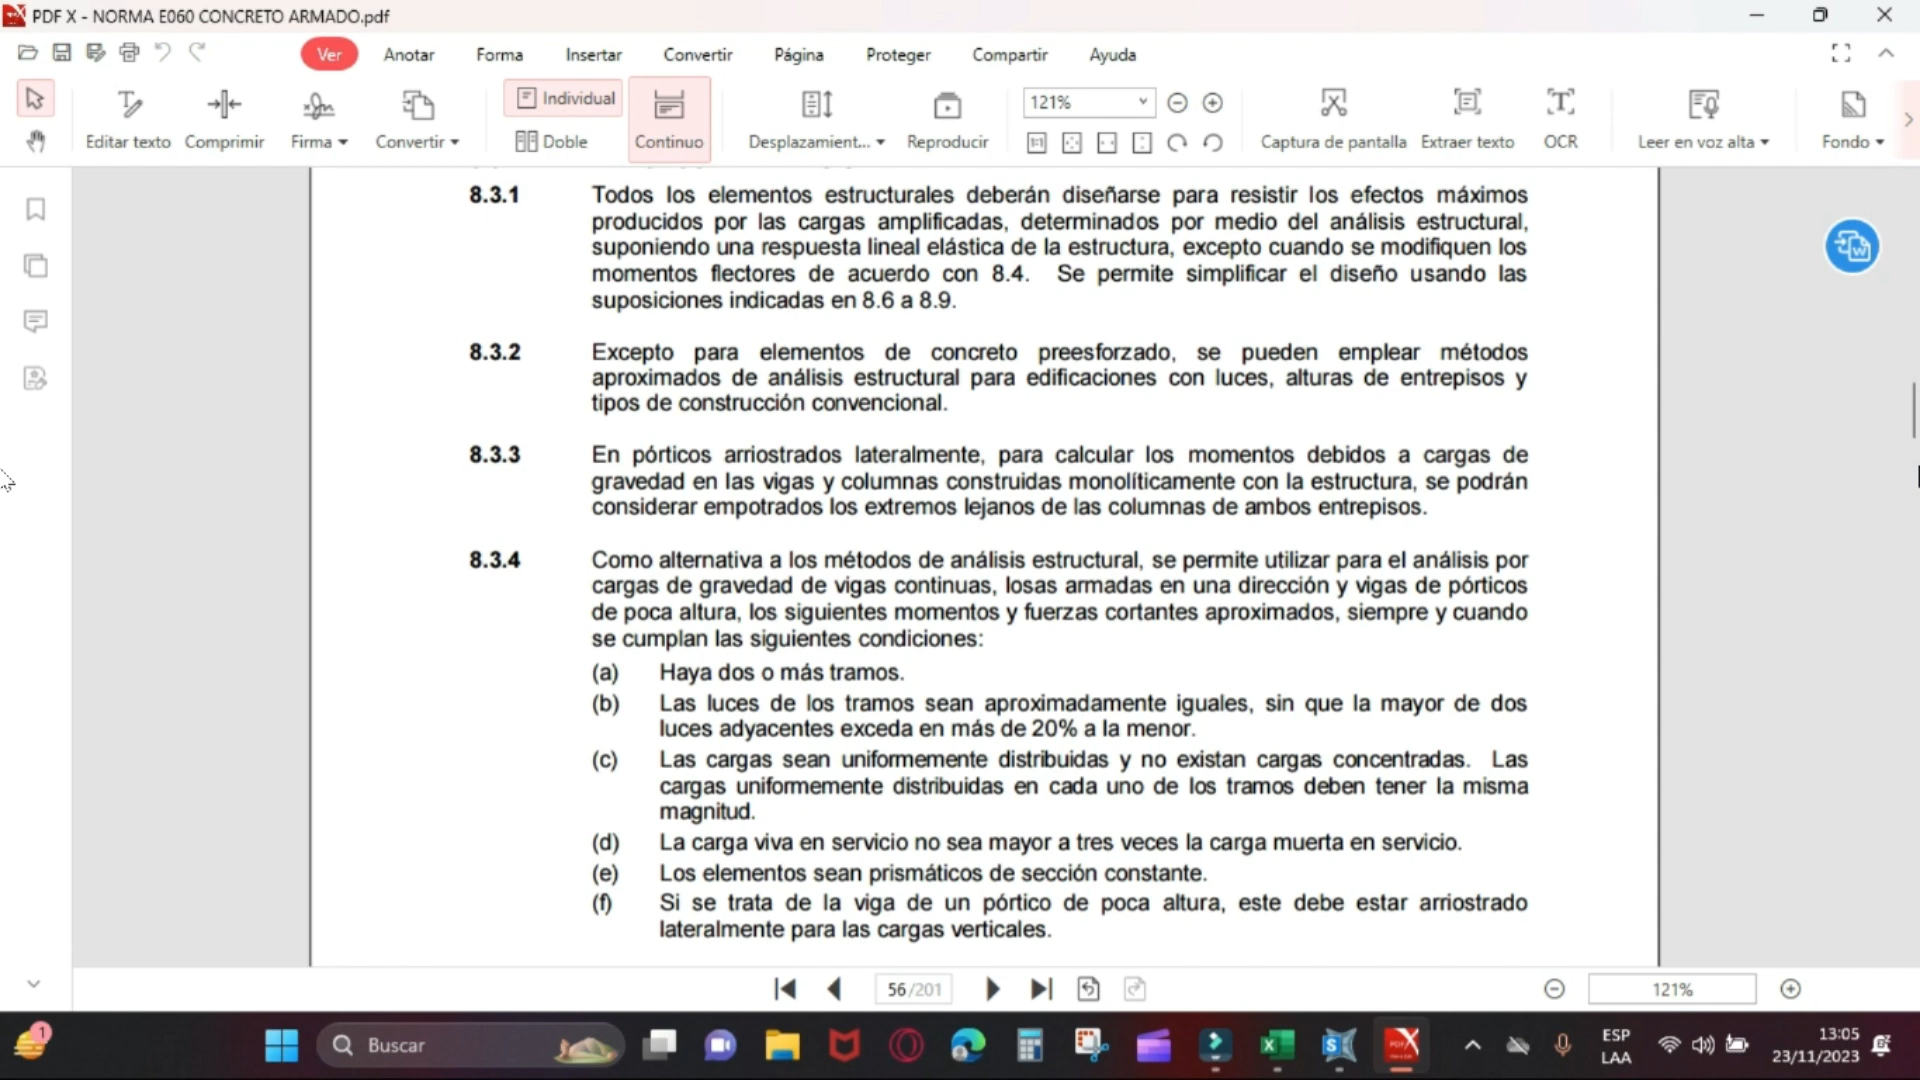 PDF X - NORMA E060 CONCRETO ARMADO.pdf
Ver Anotar Forma Insertar Convertir Página Proteger Compartir Ayuda
Individual 121%
Editar texto Comprimir Firma Convertir Doble Continuo Desplazamient... Reproducir Captura de pantalla Extraer texto OCR Leer en voz alta Fondo
8.3.1 Todos los elementos estructurales deberán diseñarse para resistir los efectos máximos
producidos por las cargas amplificadas, determinados por medio del análisis estructural,
suponiendo una respuesta lineal elástica de la estructura, excepto cuando se modifiquen los
momentos flectores de acuerdo con 8.4. Se permite simplificar el diseño usando las
suposiciones indicadas en 8.6 a 8.9.
8.3.2 Excepto para elementos de concreto preesforzado, se pueden emplear métodos
aproximados de análisis estructural para edificaciones con luces, alturas de entrepisos y
tipos de construcción convencional.
8.3.3 En pórticos arriostrados lateralmente, para calcular los momentos debidos a cargas de
gravedad en las vigas y columnas construidas monolíticamente con la estructura, se podrán
considerar empotrados los extremos lejanos de las columnas de ambos entrepisos.
8.3.4 Como alternativa a los métodos de análisis estructural, se permite utilizar para el análisis por
cargas de gravedad de vigas continuas, losas armadas en una dirección y vigas de pórticos
de poca altura, los siguientes momentos y fuerzas cortantes aproximados, siempre y cuando
se cumplan las siguientes condiciones:
(a) Haya dos o más tramos.
(b) Las luces de los tramos sean aproximadamente iguales, sin que la mayor de dos
luces adyacentes exceda en más de 20% a la menor.
(c) Las cargas sean uniformemente distribuidas y no existan cargas concentradas. Las
cargas uniformemente distribuidas en cada uno de los tramos deben tener la misma
magnitud.
(d) La carga viva en servicio no sea mayor a tres veces la carga muerta en servicio.
(e) Los elementos sean prismáticos de sección constante.
(f) Si se trata de la viga de un pórtico de poca altura, este debe estar arriostrado
lateralmente para las cargas verticales.
56 /201 121%
1 Buscar ESP 13:05
LAA 23/11/2023